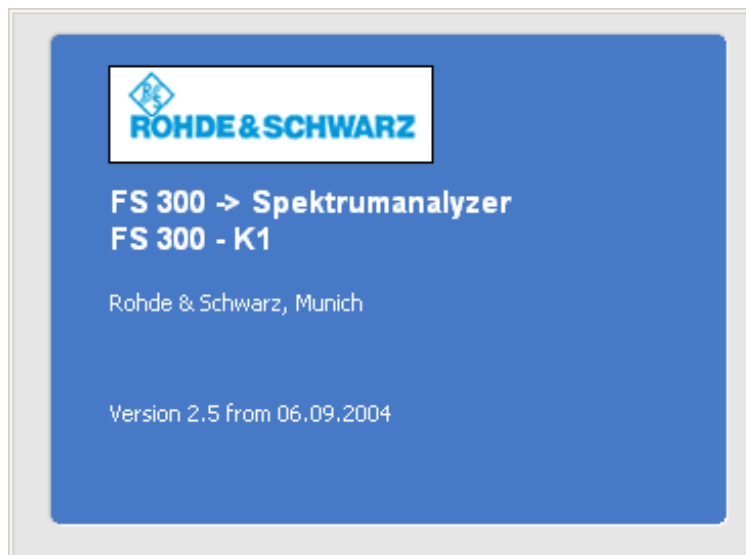 R&S
ROHDE&SCHWARZ
FS 300 -> Spektrumanalyzer
FS 300 - K1
Rohde & Schwarz, Munich
Version 2.5 from 06.09.2004